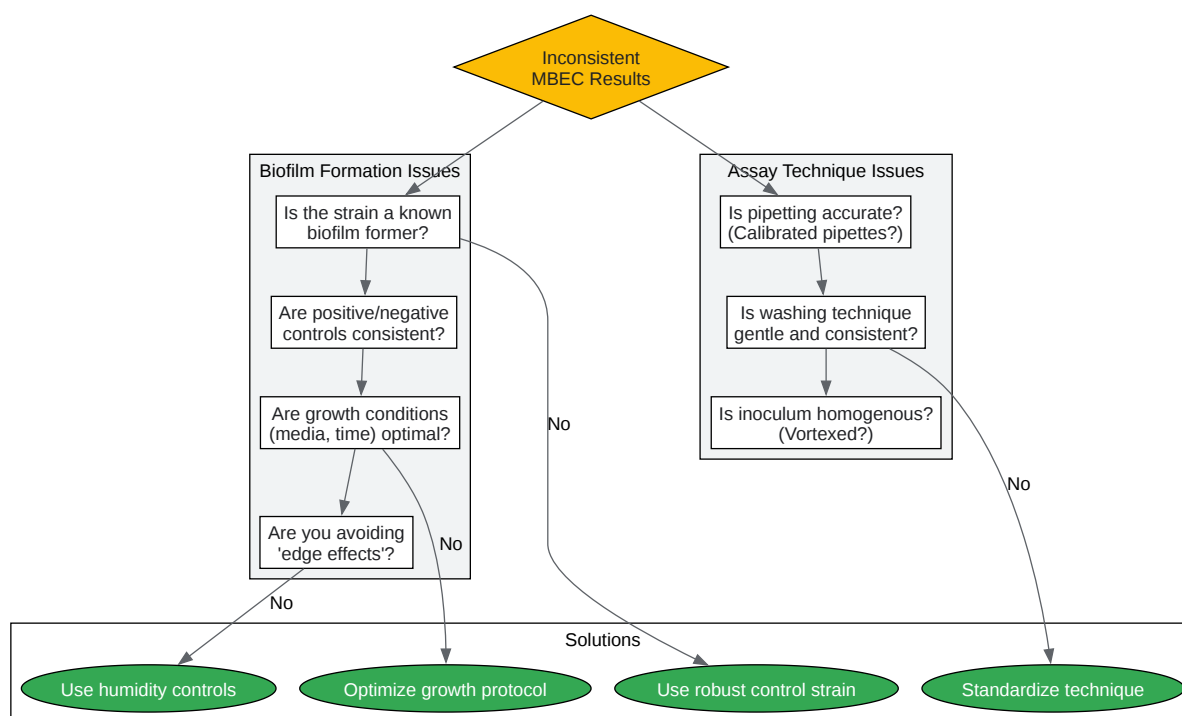 Inconsistent
MBEC Results
Biofilm Formation Issues
Is the strain a known
biofilm former?
Are positive/negative
controls consistent?
Are growth conditions
(media, time) optimal?
Are you avoiding
'edge effects'?
Assay Technique Issues
Is pipetting accurate?
(Calibrated pipettes?)
Is washing technique
gentle and consistent?
Is inoculum homogenous?
(Vortexed?)
No
No
No
No
Solutions
Use humidity controls
Optimize growth protocol
Use robust control strain
Standardize technique